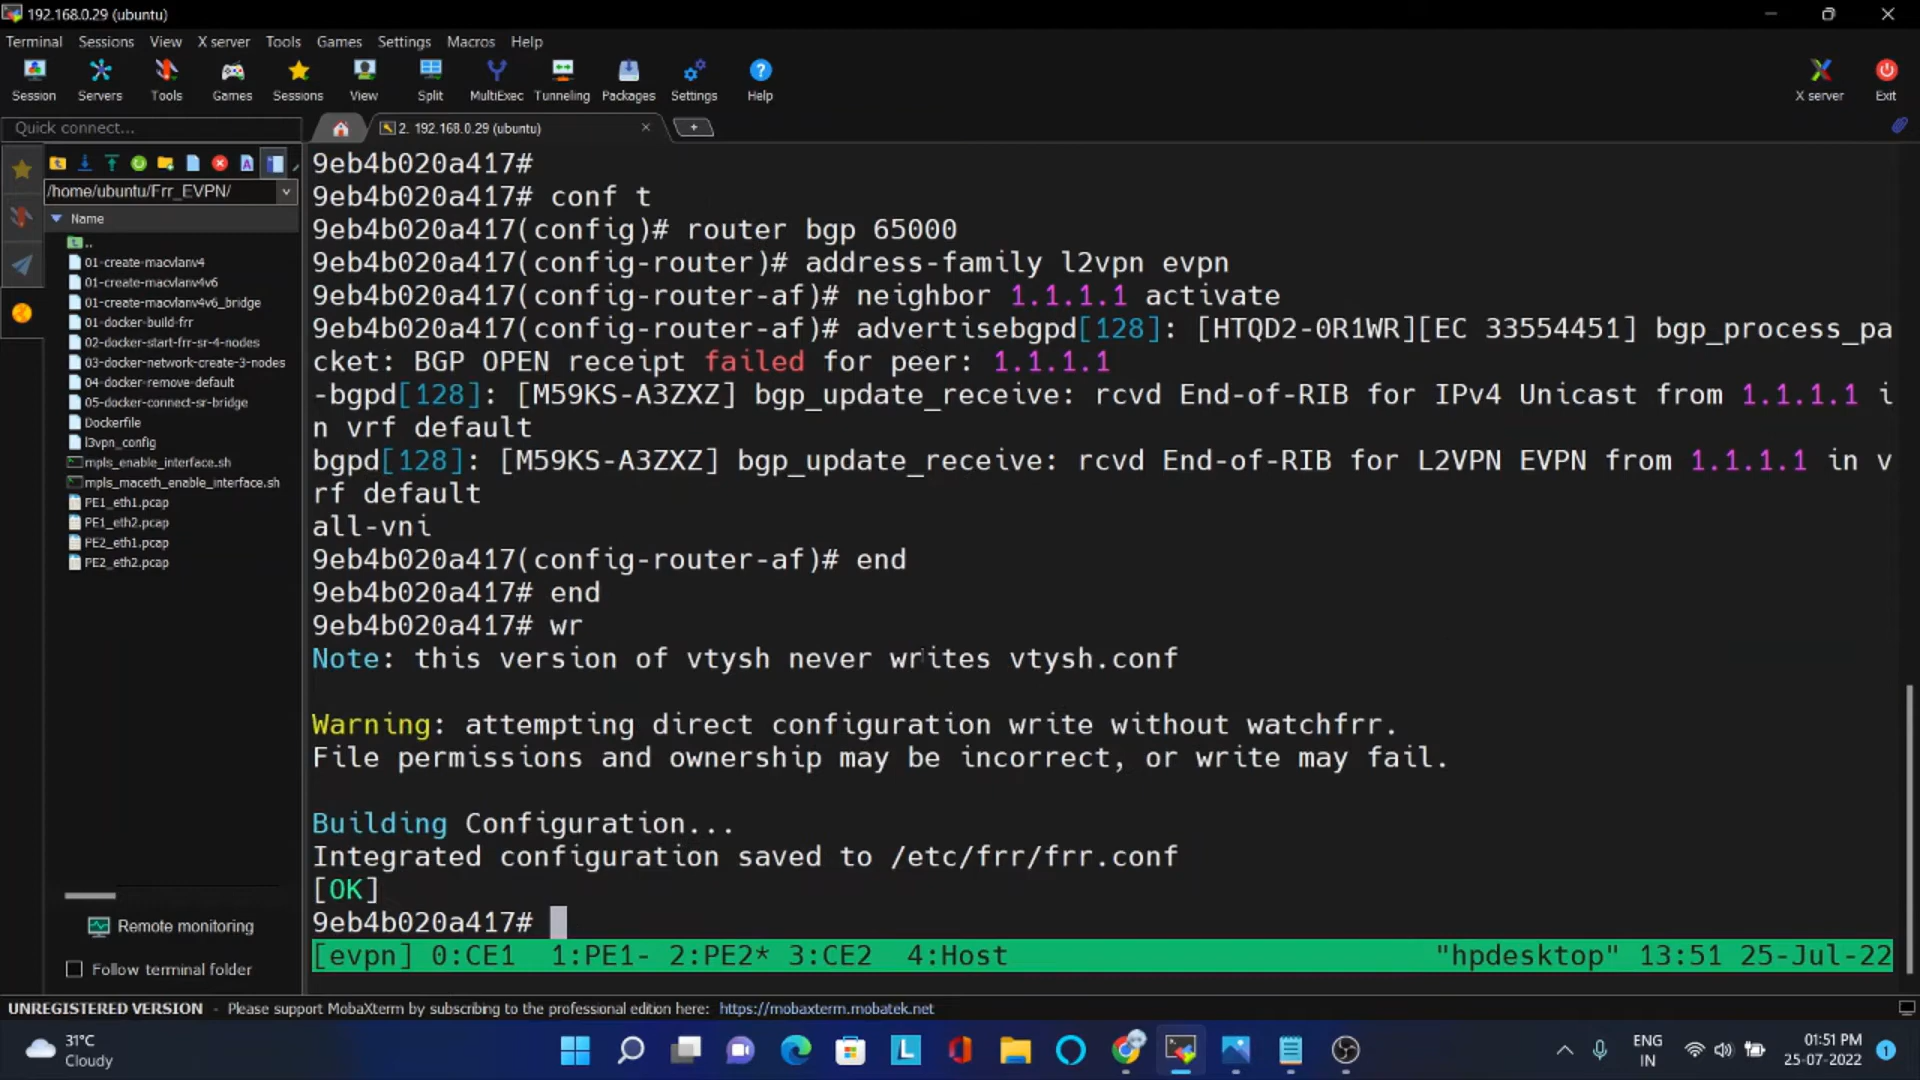 192.168.0.29 (ubuntu)
Terminal Sessions View X server Tools Games Settings Macros Help
Session Servers Tools Games Sessions View Split MultiExec Tunneling Packages Settings Help X server Exit
Quick connect...
2. 192.168.0.29 (ubuntu)
/home/ubuntu/Frr_EVPN/
Name
..
01-create-macvlanv4
01-create-macvlanv4v6
01-create-macvlanv4v6_bridge
01-docker-build-frr
02-docker-start-frr-sr-4-nodes
03-docker-network-create-3-nodes
04-docker-remove-default
05-docker-connect-sr-bridge
Dockerfile
l3vpn_config
mpls_enable_interface.sh
mpls_maceth_enable_interface.sh
PE1_eth1.pcap
PE1_eth2.pcap
PE2_eth1.pcap
PE2_eth2.pcap
Remote monitoring
Follow terminal folder
9eb4b020a417#
9eb4b020a417# conf t
9eb4b020a417(config)# router bgp 65000
9eb4b020a417(config-router)# address-family l2vpn evpn
9eb4b020a417(config-router-af)# neighbor 1.1.1.1 activate
9eb4b020a417(config-router-af)# advertisebgpd[128]: [HTQD2-0R1WR][EC 33554451] bgp_process_pa
cket: BGP OPEN receipt failed for peer: 1.1.1.1
-bgpd[128]: [M59KS-A3ZXZ] bgp_update_receive: rcvd End-of-RIB for IPv4 Unicast from 1.1.1.1 i
n vrf default
bgpd[128]: [M59KS-A3ZXZ] bgp_update_receive: rcvd End-of-RIB for L2VPN EVPN from 1.1.1.1 in v
rf default
all-vni
9eb4b020a417(config-router-af)# end
9eb4b020a417# end
9eb4b020a417# wr
Note: this version of vtysh never writes vtysh.conf
Warning: attempting direct configuration write without watchfrr.
File permissions and ownership may be incorrect, or write may fail.
Building Configuration...
Integrated configuration saved to /etc/frr/frr.conf
[OK]
9eb4b020a417#
[evpn] 0:CE1 1:PE1- 2:PE2* 3:CE2 4:Host "hpdesktop" 13:51 25-Jul-22
UNREGISTERED VERSION - Please support MobaXterm by subscribing to the professional edition here: https://mobaxterm.mobatek.net
31°C
Cloudy
ENG
IN
01:51 PM
25-07-2022
1